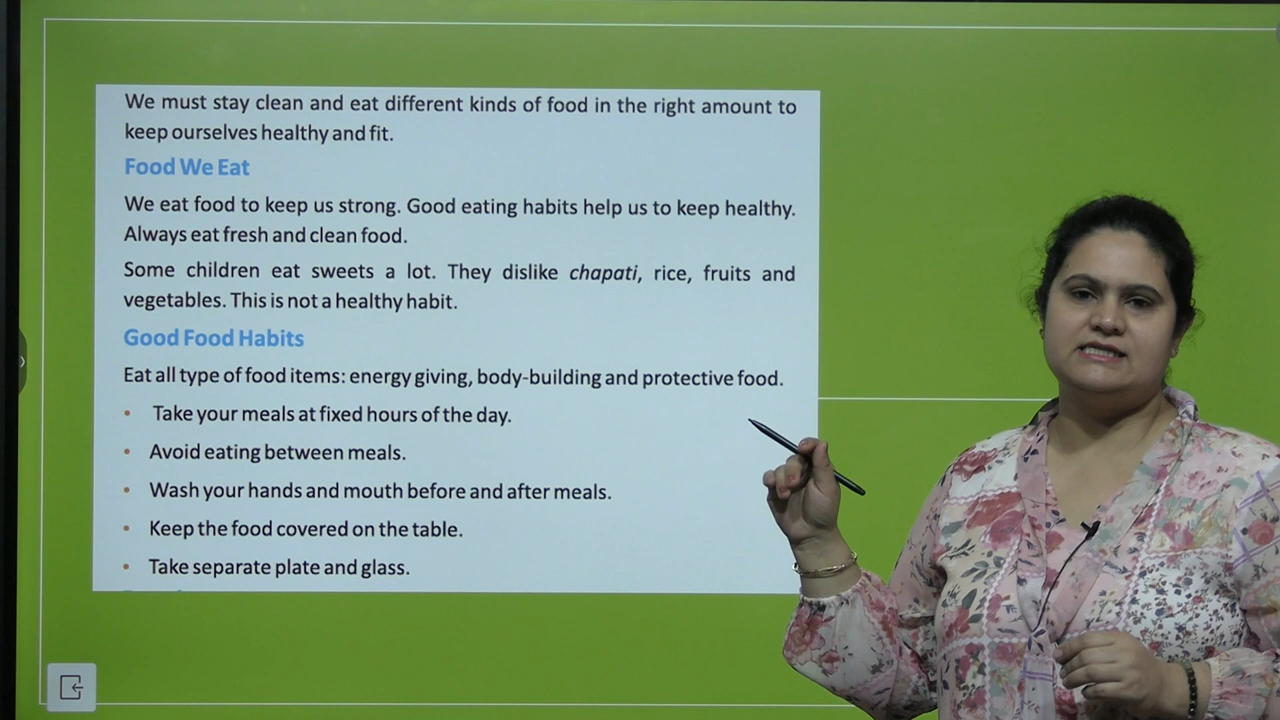 We must stay clean and eat different kinds of food in the right amount to
keep ourselves healthy and fit.
Food We Eat
We eat food to keep us strong. Good eating habits help us to keep healthy.
Always eat fresh and clean food.
Some children eat sweets a lot. They dislike chapati, rice, fruits and
vegetables. This is not a healthy habit.
Good Food Habits
Eat all type of food items: energy giving, body-building and protective food.
• Take your meals at fixed hours of the day.
• Avoid eating between meals.
• Wash your hands and mouth before and after meals.
• Keep the food covered on the table.
• Take separate plate and glass.